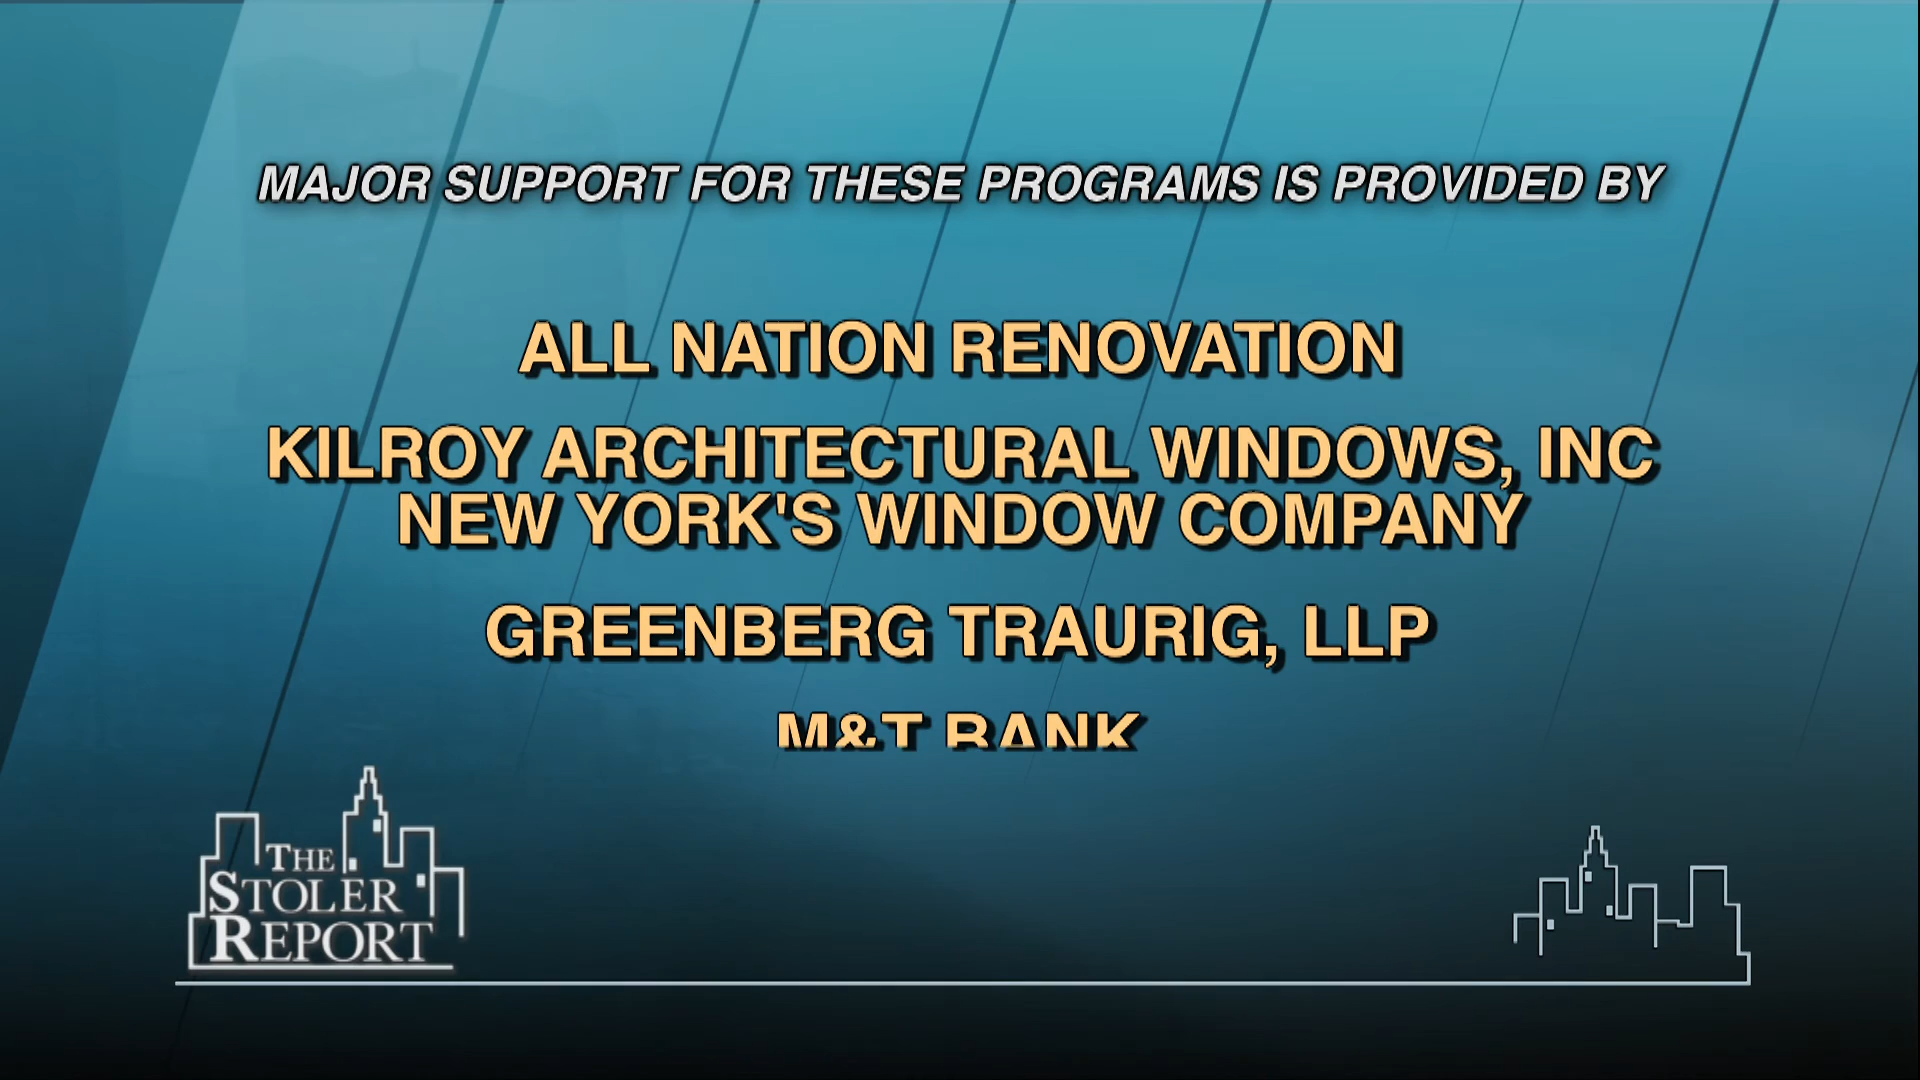 MAJOR SUPPORT FOR THESE PROGRAMS IS PROVIDED BY
ALL NATION RENOVATION
KILROY ARCHITECTURAL WINDOWS, INC
NEW YORK'S WINDOW COMPANY
GREENBERG TRAURIG, LLP
M&T BANK
THE
STOLER
REPORT